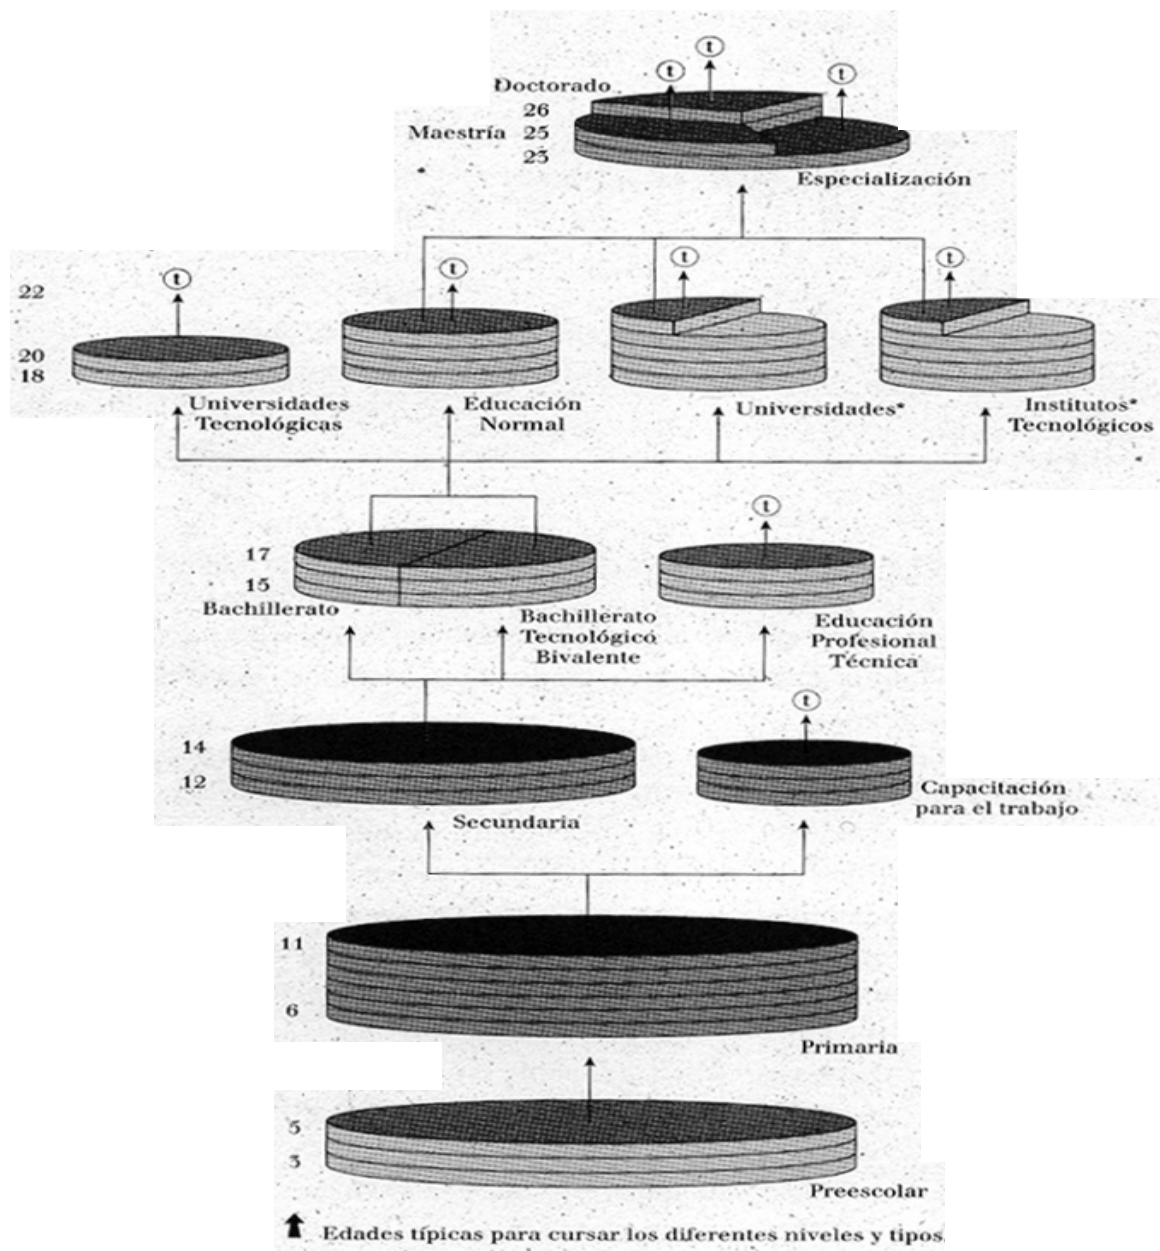 t
t
t
Doctorado
26
Maestría 25
23
Especialización
t
t
t
t
22
20
18
Universidades
Tecnológicas
Educación
Normal
Universidades*
Institutos*
Tecnológicos
t
17
15
Bachillerato
Bachillerato
Tecnológico
Bivalente
Educación
Profesional
Técnica
t
14
12
Secundaria
Capacitación
para el trabajo
11
6
Primaria
5
3
Preescolar
Edades típicas para cursar los diferentes niveles y tipos.